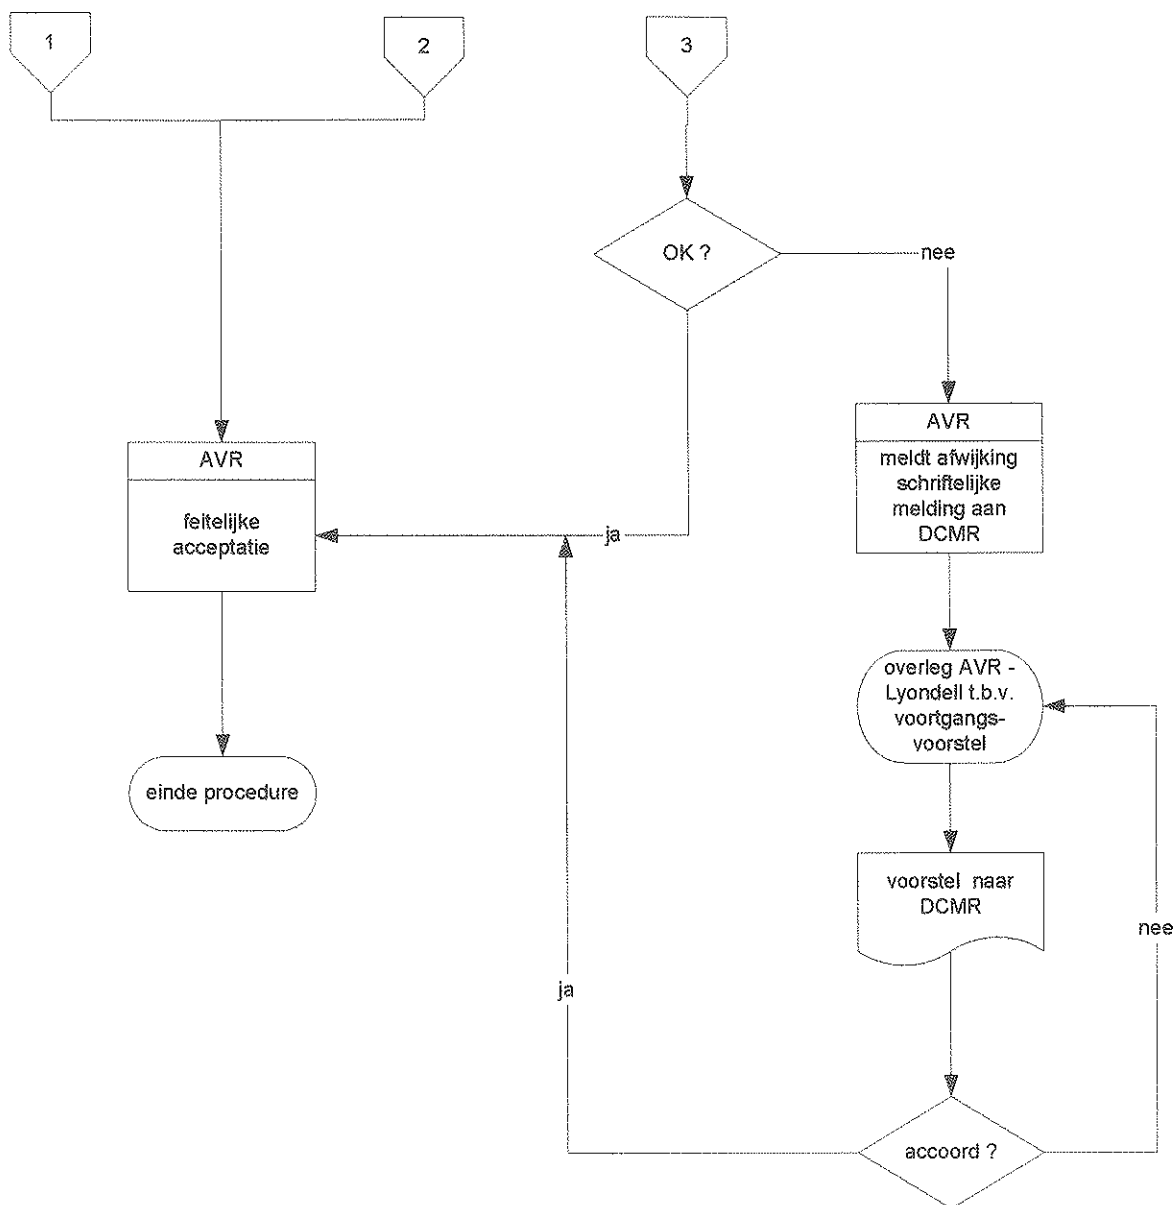 1
2
3
OK ?
nee
AVR
meldt afwijking
schriftelijke
melding aan
DCMR
AVR
feitelijke
acceptatie
ja
overleg AVR -
Lyondell t.b.v.
voortgangs-
voorstel
einde procedure
voorstel naar
DCMR
nee
ja
accoord ?